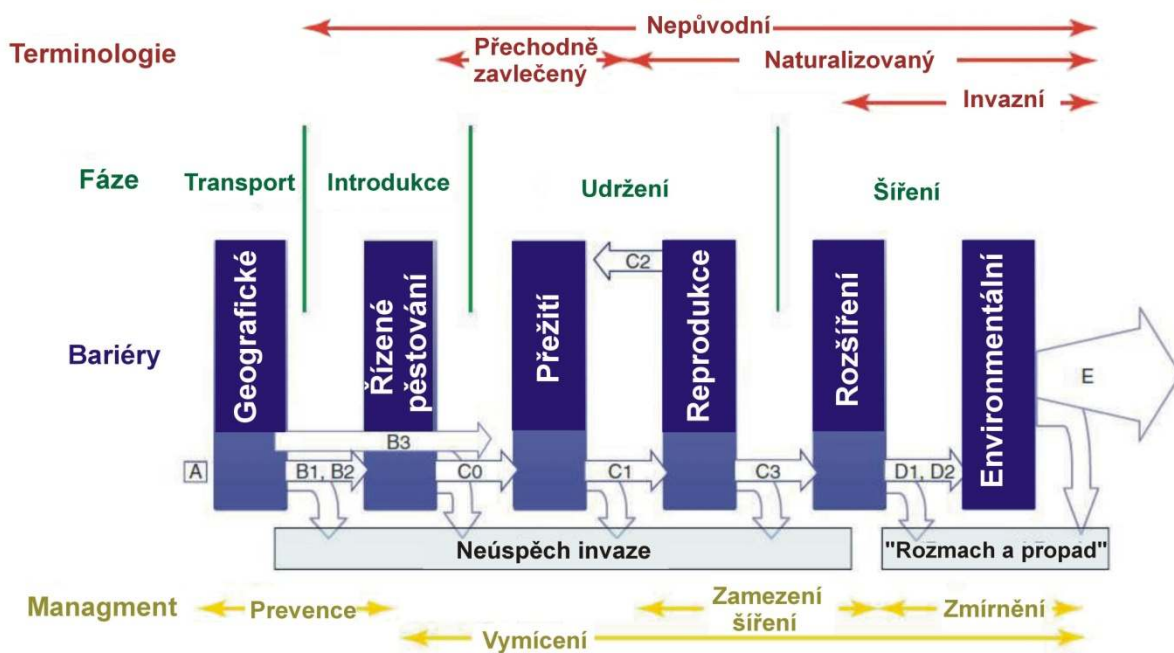 Nepůvodní
Terminologie
Přechodně
zavlečený
Naturalizovaný
Invazní
Fáze
Transport
Introdukce
Udržení
Šíření
Bariéry
Geografické
Řízené
pěstování
Přežití
Reprodukce
Rozšíření
Environmentální
C2
E
B3
A
B1, B2
C0
C1
C3
D1, D2
Neúspěch invaze
"Rozmach a přopad"
Managment
Prevence
Zamezení
šíření
Zmírnění
Vymícení